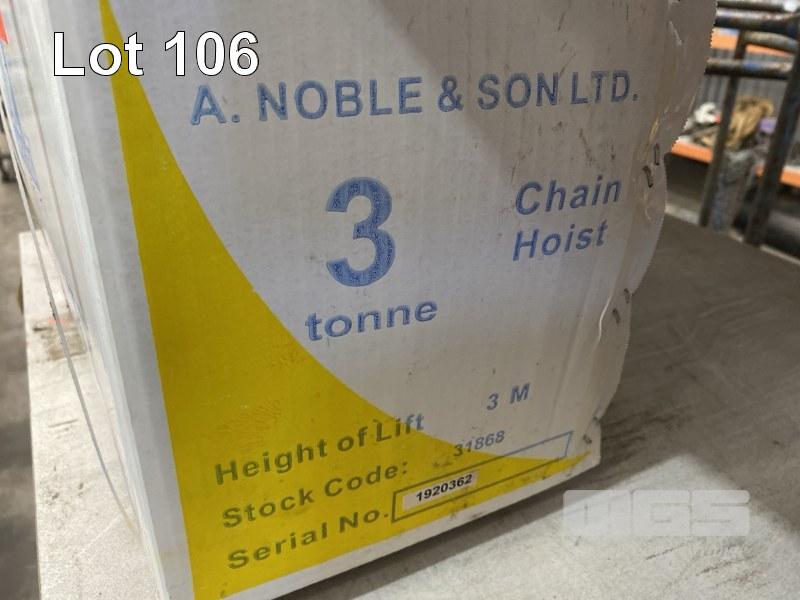 Lot 106
A. NOBLE & SON LTD.
3
tonne
Chain
Hoist
Height of Lift 3 M
Stock Code: 31868
Serial No. 1920362